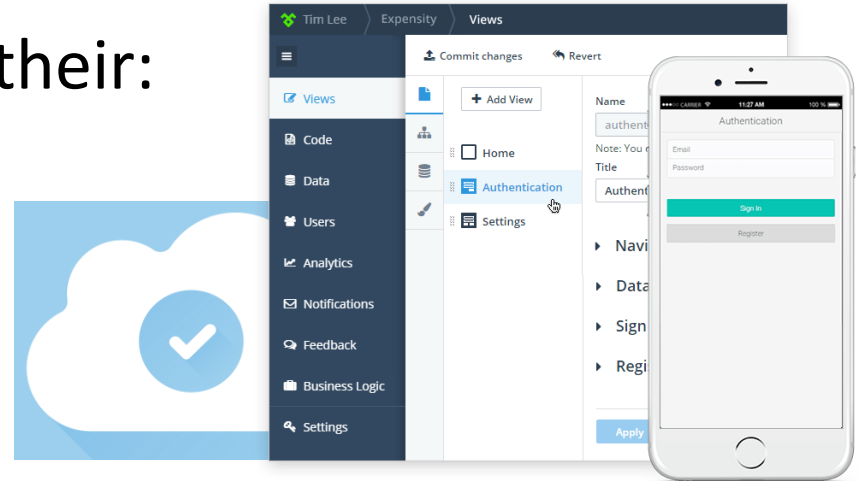 their:
Tim Lee Expensity Views
Commit changes Revert
Views
Code
Data
Users
Analytics
Notifications
Feedback
Business Logic
Settings
+ Add View
Home
Authentication
Settings
Name
authent
Note: You
Title
Authent
Navi
Data
Sign
Regi
Apply
CARRIER 11:27 AM 100 %
Authentication
Email
Password
Sign In
Register